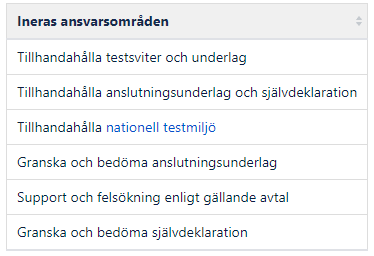 Ineras ansvarsområden
Tillhandahålla testsviter och underlag
Tillhandahålla anslutningsunderlag och självdeklaration
Tillhandahålla nationell testmiljö
Granska och bedöma anslutningsunderlag
Support och felsökning enligt gällande avtal
Granska och bedöma självdeklaration